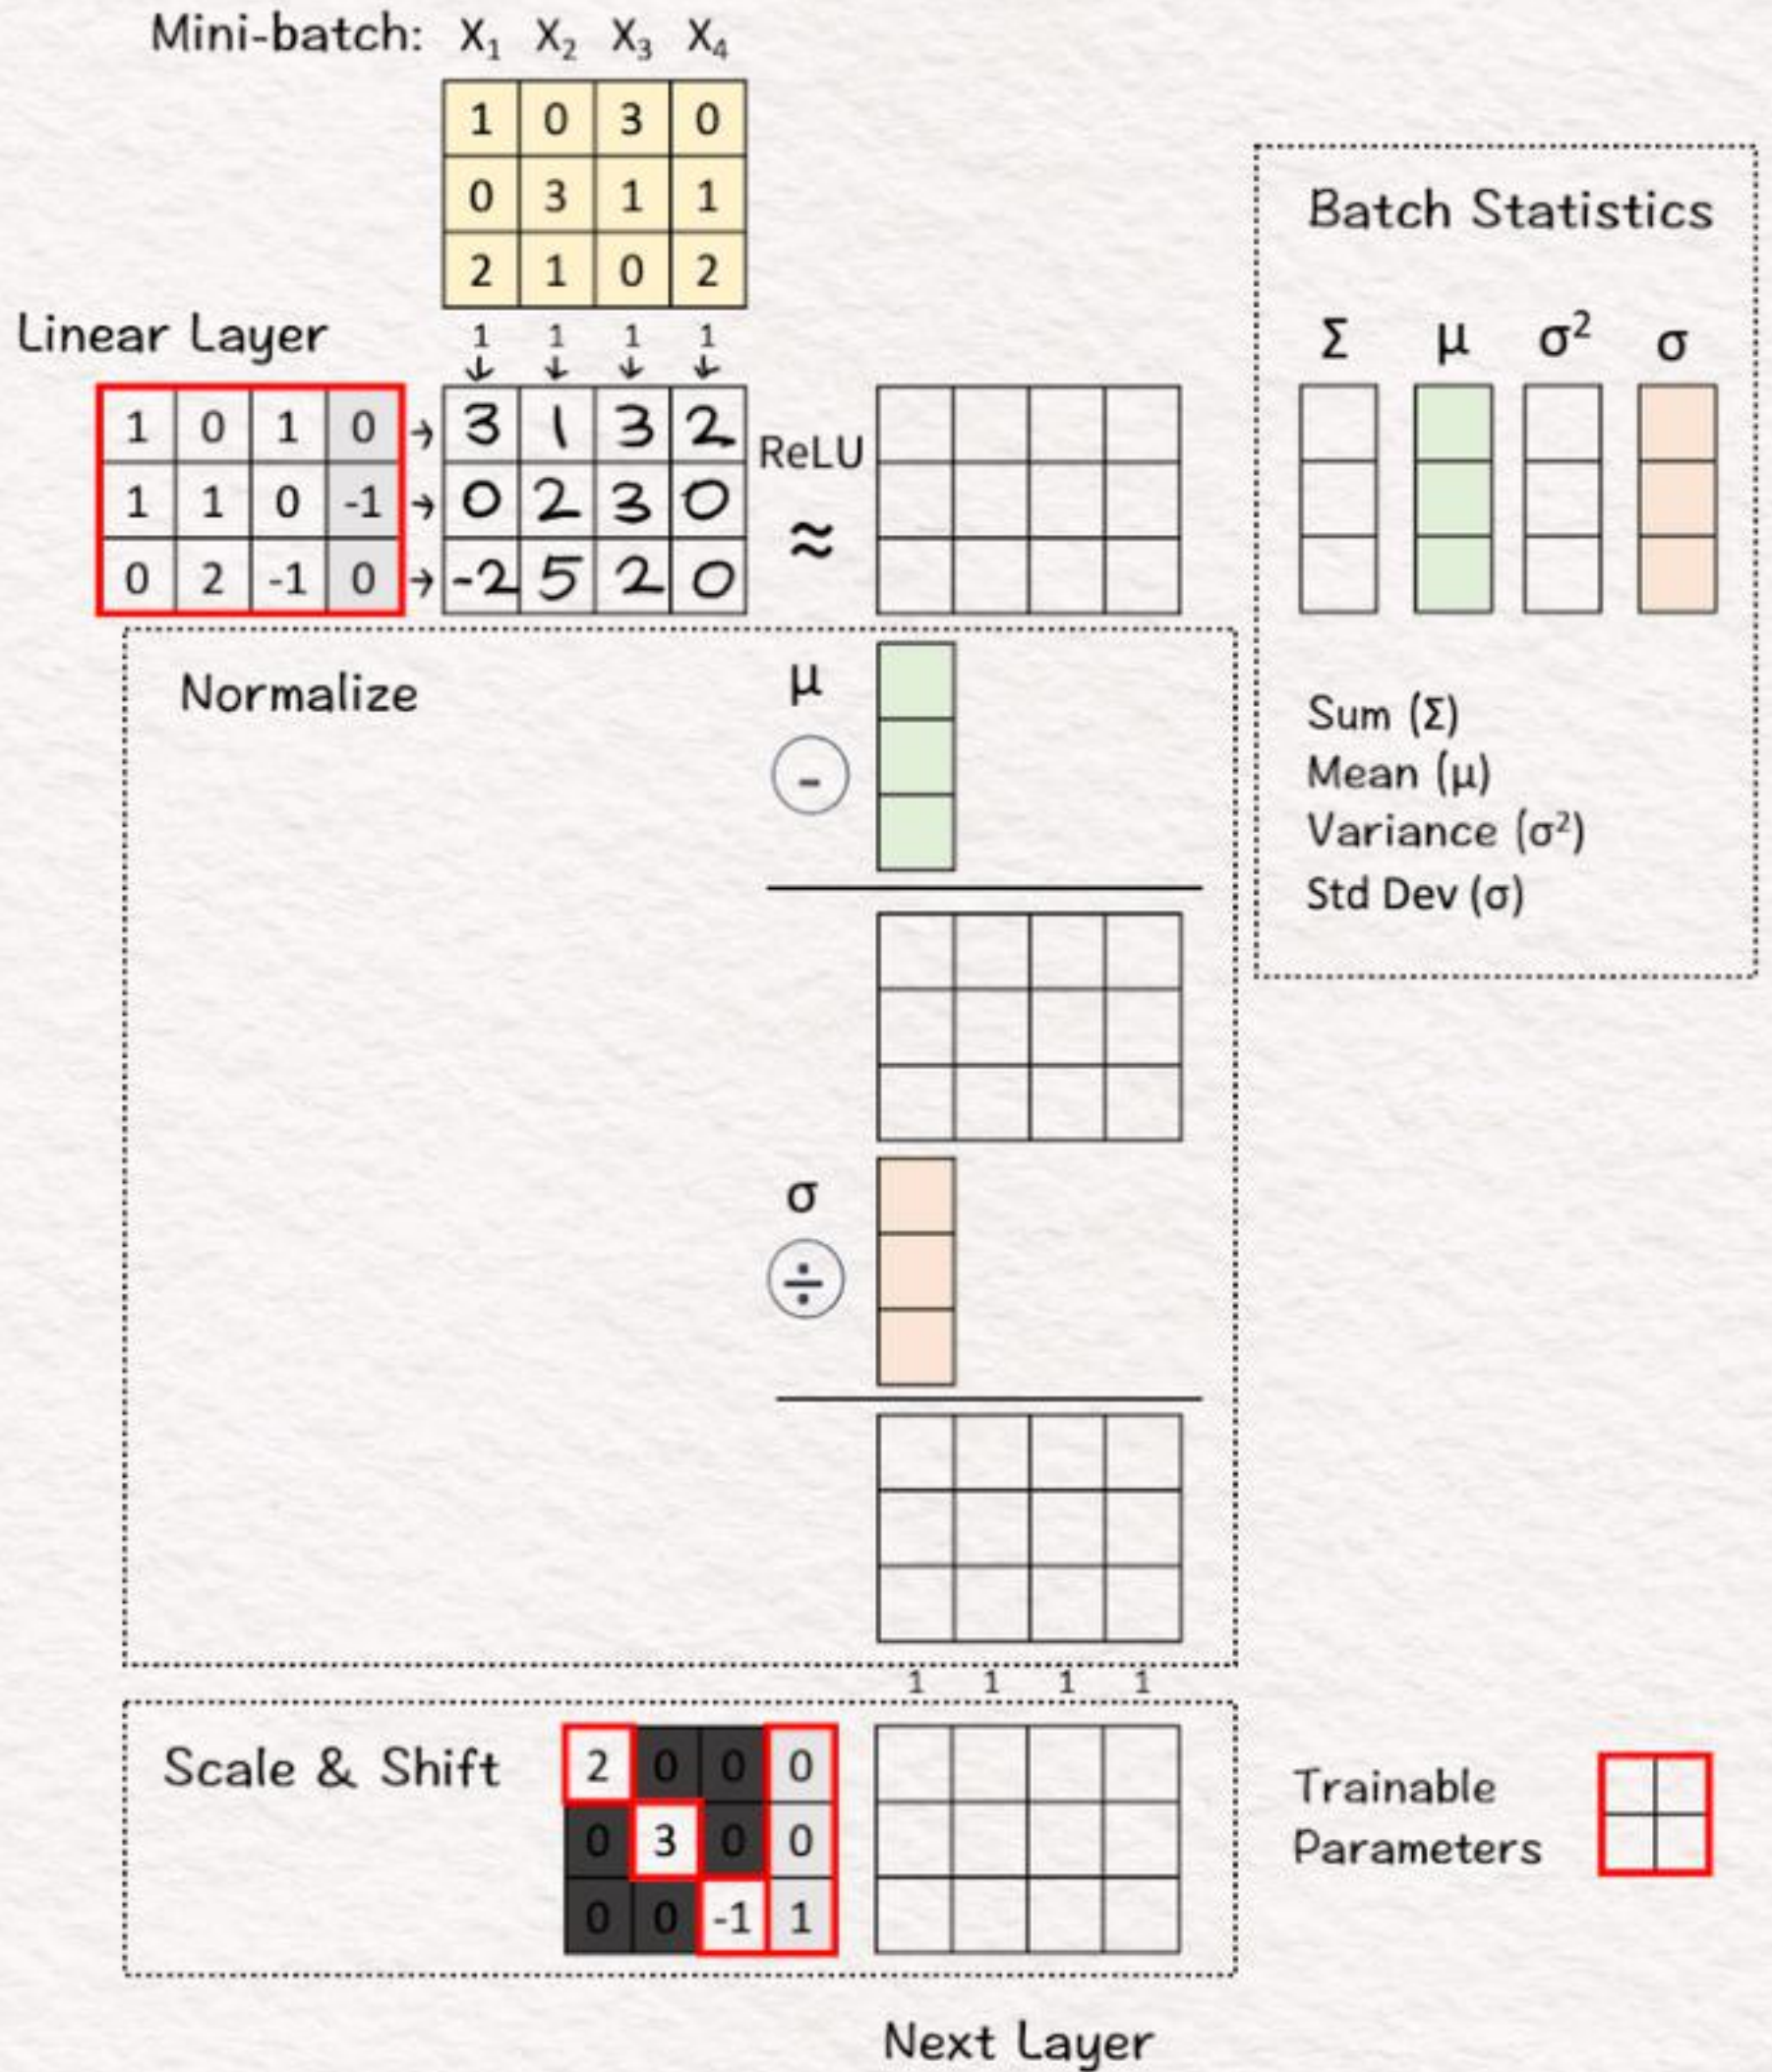 Mini-batch: X₁ X₂ X₃ X₄
1 0 3 0
0 3 1 1
2 1 0 2
Linear Layer
1 1 1 1
↓ ↓ ↓ ↓
1 0 1 0 → 3 1 3 2
1 1 0 -1 → 0 2 3 0
0 2 -1 0 → -2 5 2 0
ReLU
≈
Batch Statistics
Σ μ σ² σ
Sum (Σ)
Mean (μ)
Variance (σ²)
Std Dev (σ)
Normalize
μ
-
σ
÷
1 1 1 1
Scale & Shift
2 0 0 0
0 3 0 0
0 0 -1 1
Trainable
Parameters
Next Layer